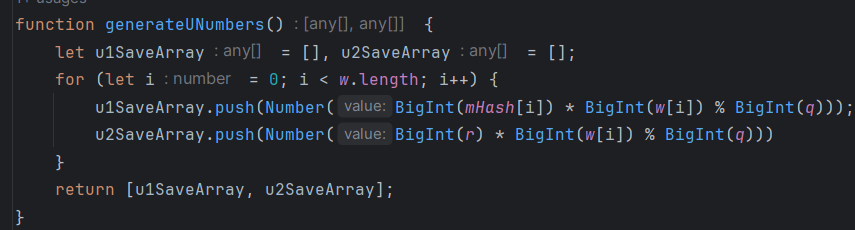 function generateUNumbers() : [any[], any[]] {
    let u1SaveArray : any[] = [], u2SaveArray : any[] = [];
    for (let i : number = 0; i < w.length; i++) {
        u1SaveArray.push(Number( value: BigInt(mHash[i]) * BigInt(w[i]) % BigInt(q)));
        u2SaveArray.push(Number( value: BigInt(r) * BigInt(w[i]) % BigInt(q)))
    }
    return [u1SaveArray, u2SaveArray];
}